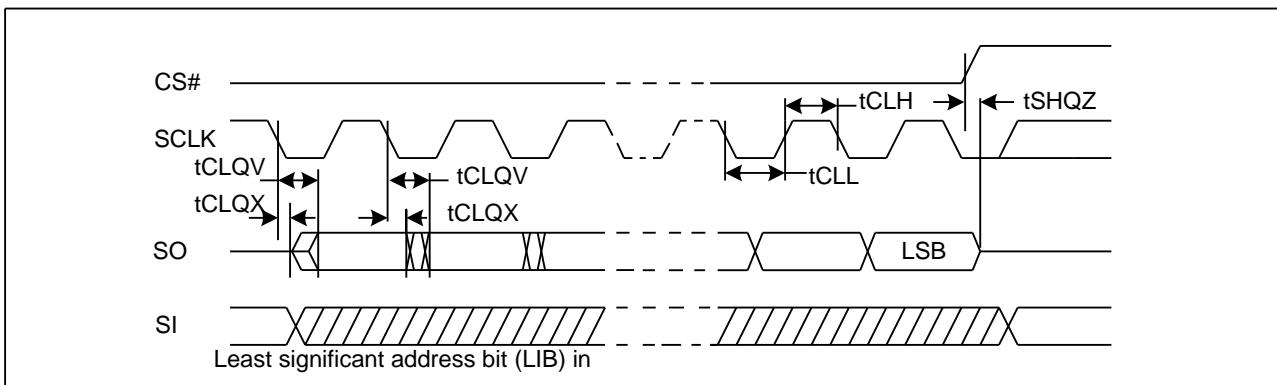 CS#
tCLH
tSHQZ
SCLK
tCLQV
tCLQV
tCLL
tCLQX
tCLQX
SO
LSB
SI
Least significant address bit (LIB) in